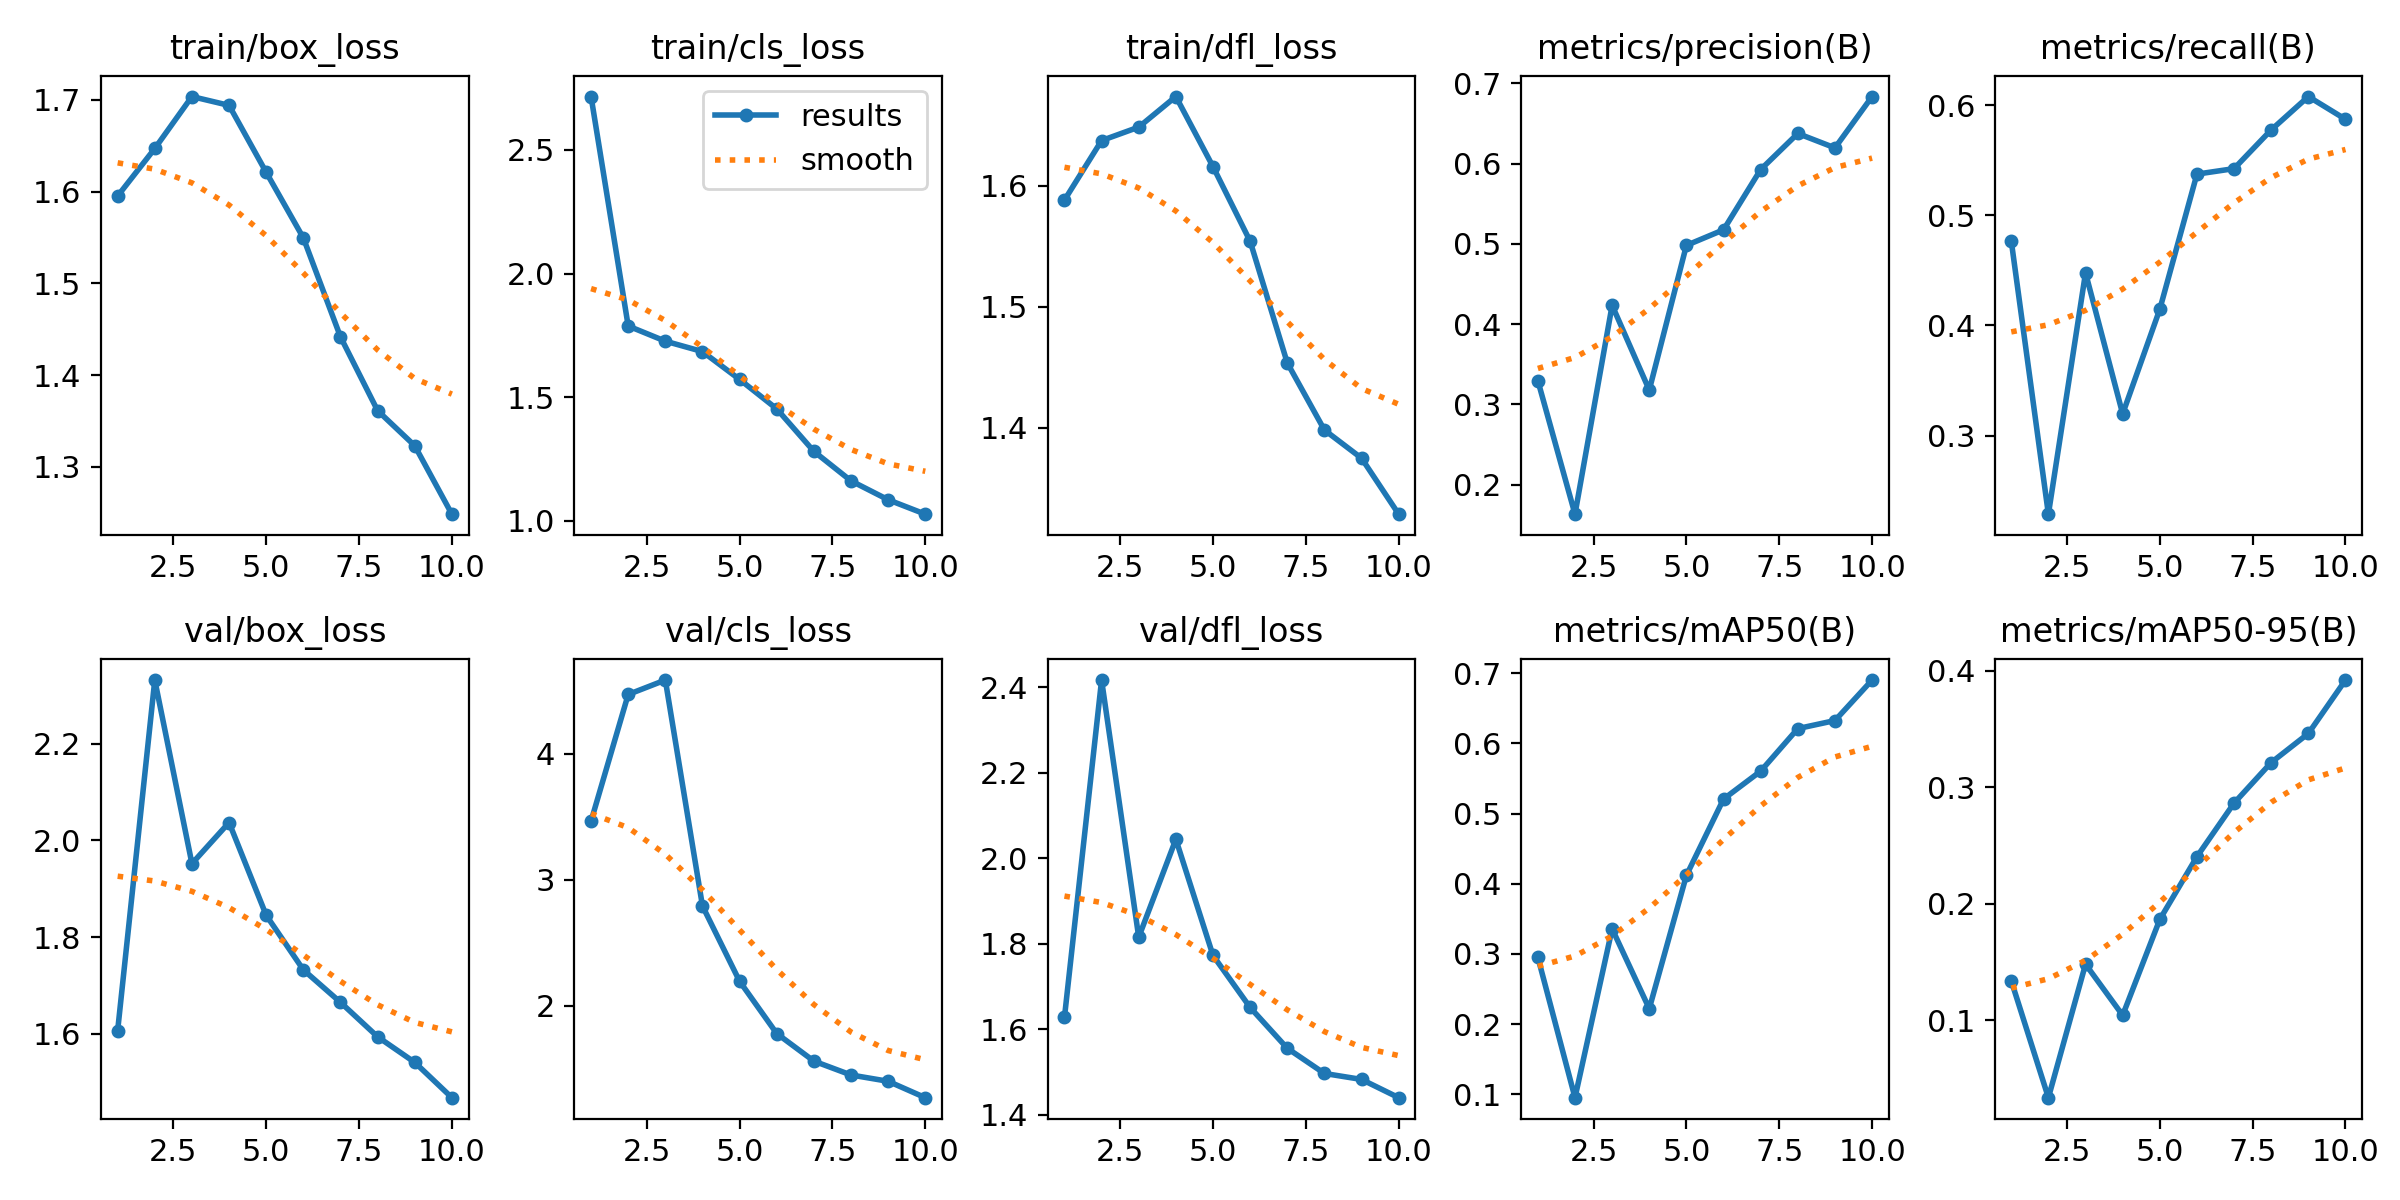 train/box_loss
1.7
1.6
1.5
1.4
1.3
2.5 5.0 7.5 10.0
train/cls_loss
results
smooth
2.5
2.0
1.5
1.0
2.5 5.0 7.5 10.0
train/dfl_loss
1.6
1.5
1.4
2.5 5.0 7.5 10.0
metrics/precision(B)
0.7
0.6
0.5
0.4
0.3
0.2
2.5 5.0 7.5 10.0
metrics/recall(B)
0.6
0.5
0.4
0.3
2.5 5.0 7.5 10.0
val/box_loss
2.2
2.0
1.8
1.6
2.5 5.0 7.5 10.0
val/cls_loss
4
3
2
2.5 5.0 7.5 10.0
val/dfl_loss
2.4
2.2
2.0
1.8
1.6
1.4
2.5 5.0 7.5 10.0
metrics/mAP50(B)
0.7
0.6
0.5
0.4
0.3
0.2
0.1
2.5 5.0 7.5 10.0
metrics/mAP50-95(B)
0.4
0.3
0.2
0.1
2.5 5.0 7.5 10.0